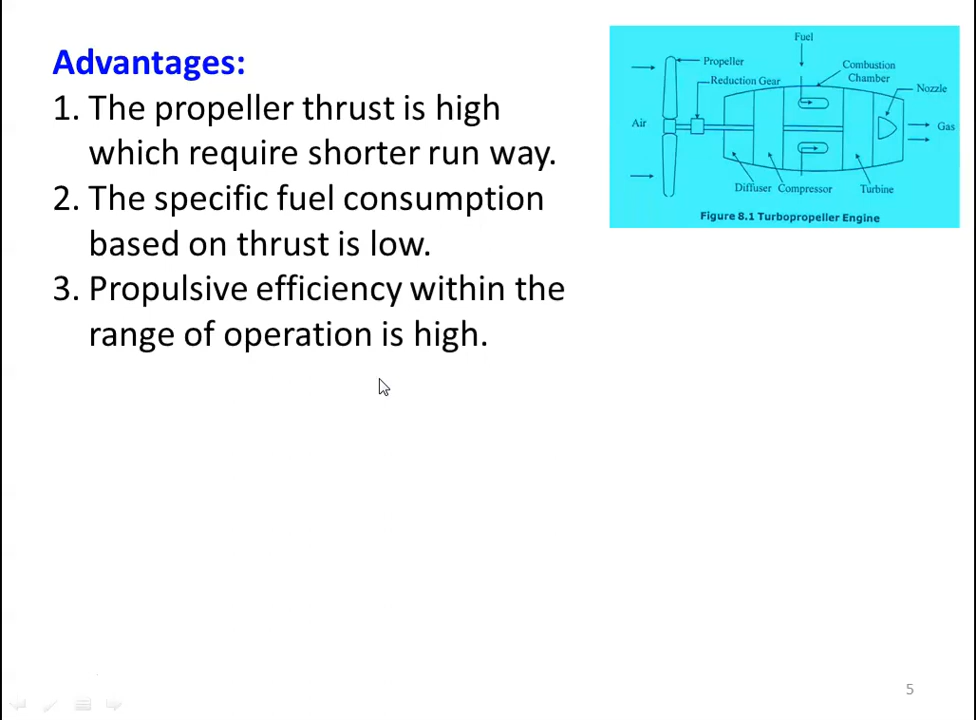 Advantages:
1. The propeller thrust is high
which require shorter run way.
2. The specific fuel consumption
based on thrust is low.
3. Propulsive efficiency within the
range of operation is high.
Fuel
Propeller
Combustion
Chamber
Reduction Gear
Nozzle
Air
Gas
Diffuser Compressor Turbine
Figure 8.1 Turbopropeller Engine
5